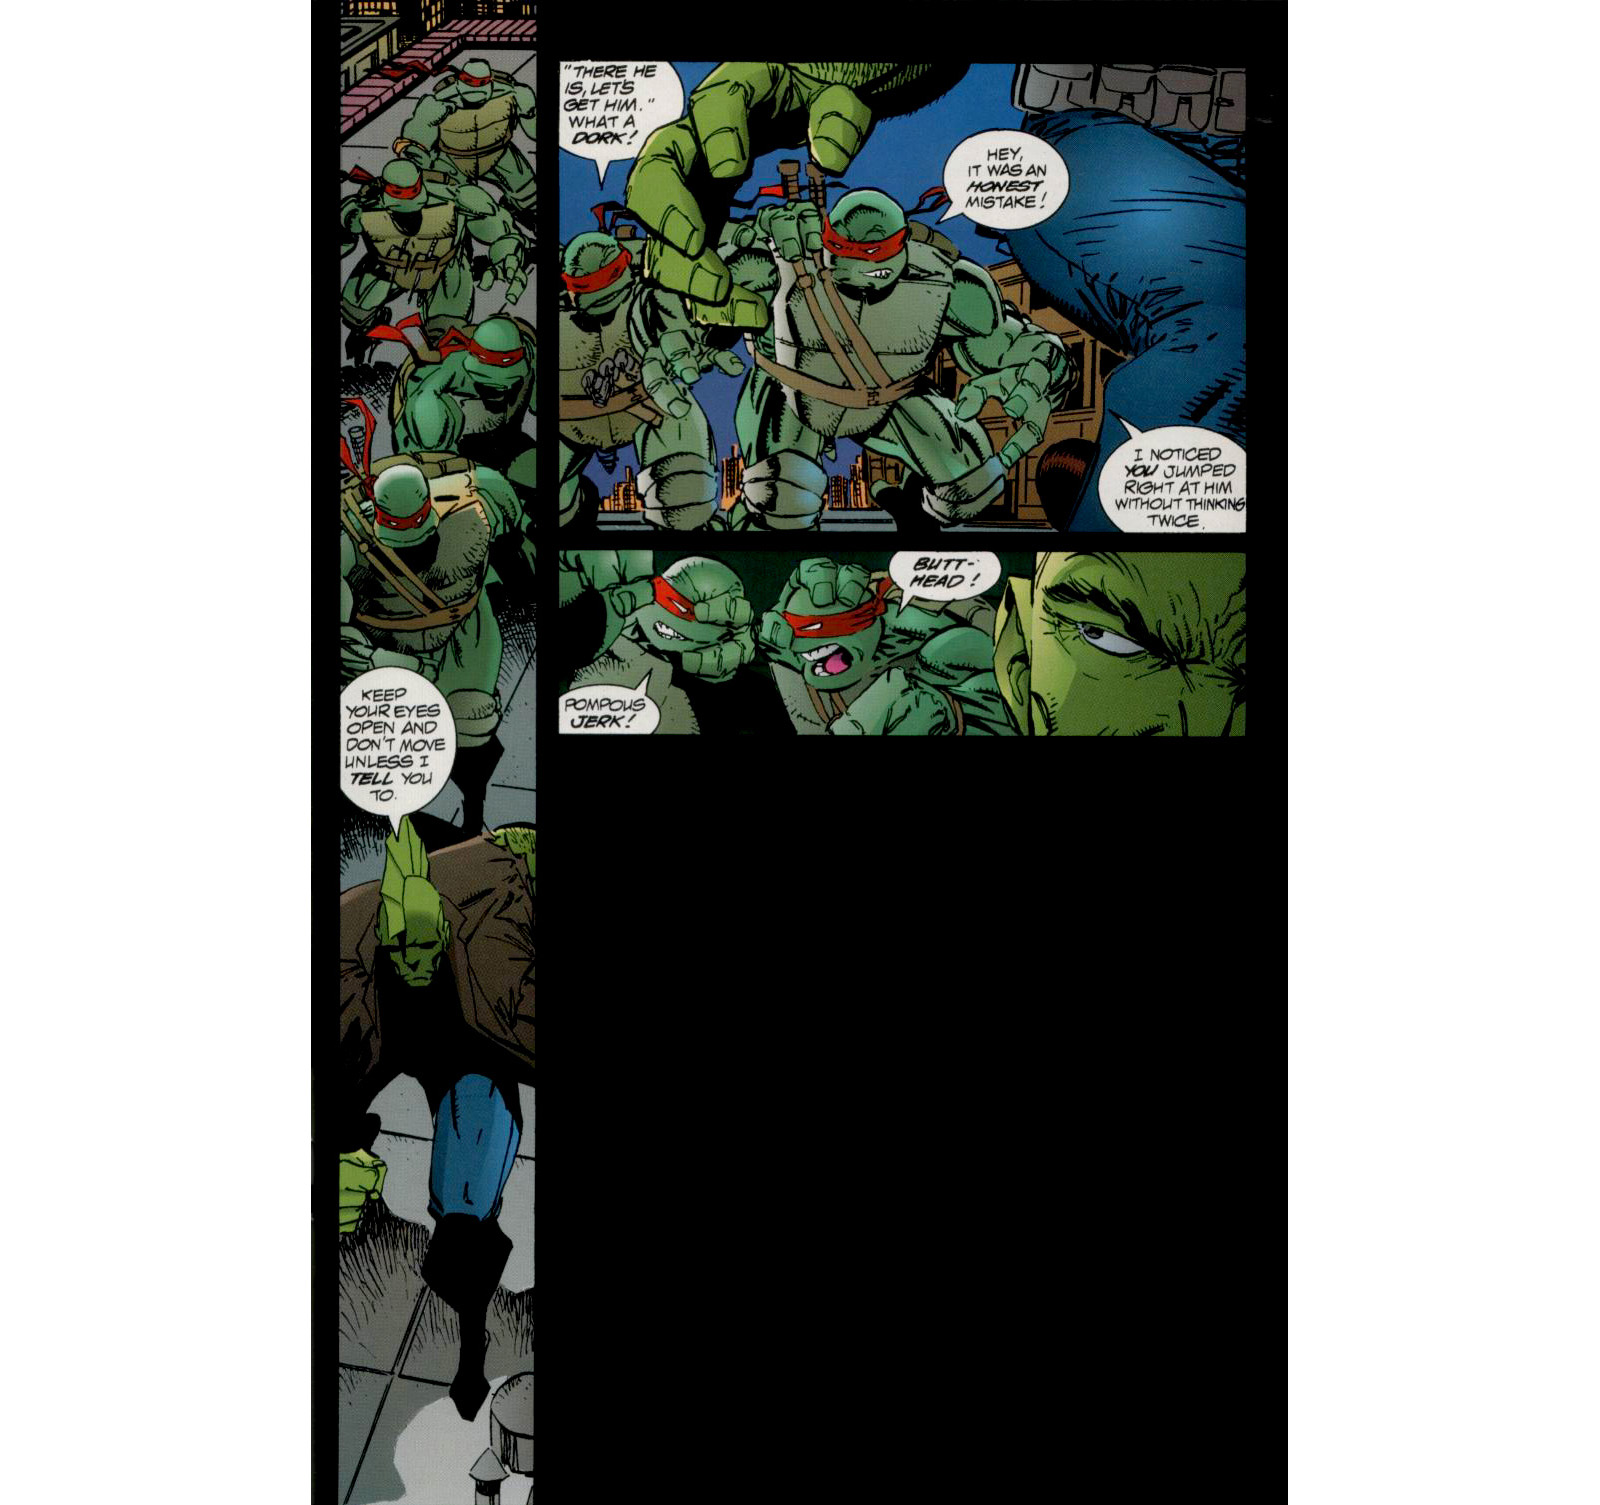 KEEP
YOUR EYES
OPEN AND
DON'T MOVE
UNLESS I
TELL YOU
TO.
"THERE HE
IS, LET'S
GET HIM."
WHAT A
DORK!
HEY,
IT WAS AN
HONEST
MISTAKE!
I NOTICED
YOU JUMPED
RIGHT AT HIM
WITHOUT THINKING
TWICE.
POMPOUS
JERK!
BUTT-
HEAD!